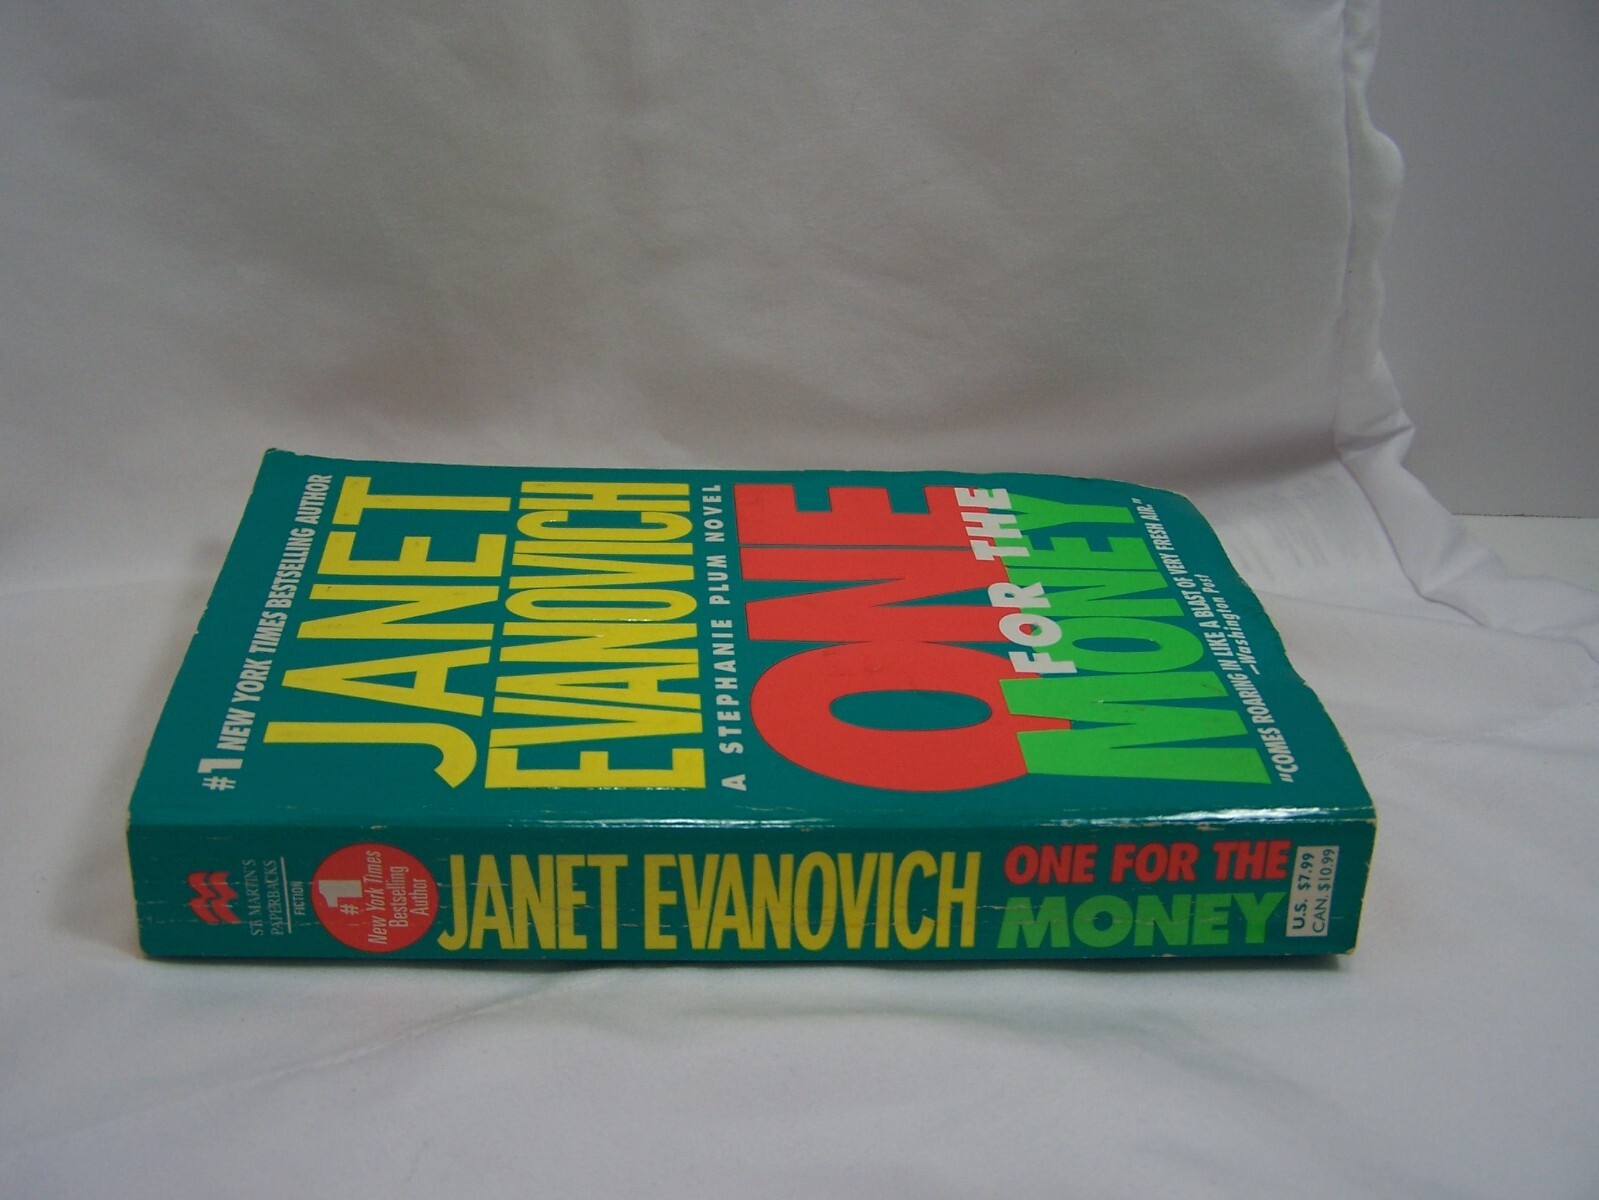 #1 NEW YORK TIMES BESTSELLING AUTHOR
JANET
EVANOVICH
A STEPHANIE PLUM NOVEL
ONE
FOR THE
MONEY
"COMES ROARING IN LIKE A BLAST OF VERY FRESH AIR."
—Washington Post
ST. MARTIN'S
PAPERBACKS
FICTION
#1
New York Times
Bestselling
Author
JANET EVANOVICH
ONE FOR THE
MONEY
U.S. $7.99
CAN. $10.99